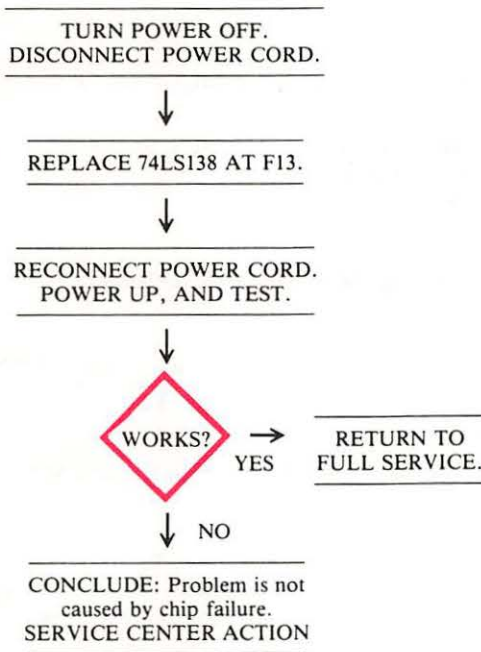 TURN POWER OFF.
DISCONNECT POWER CORD.
REPLACE 74LS138 AT F13.
RECONNECT POWER CORD.
POWER UP, AND TEST.
WORKS?
YES
RETURN TO
FULL SERVICE.
NO
CONCLUDE: Problem is not
caused by chip failure.
SERVICE CENTER ACTION